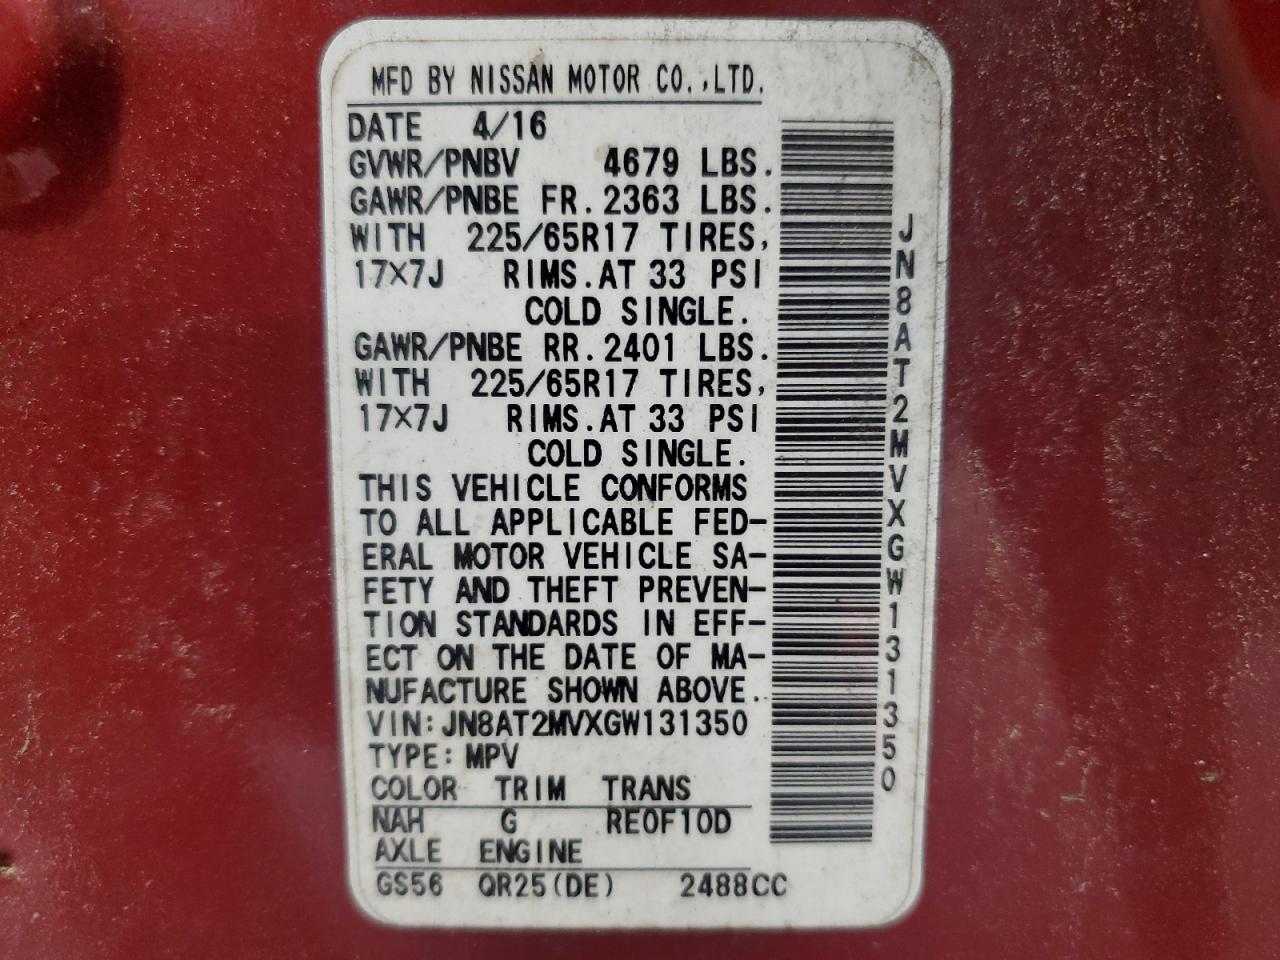 MFD BY NISSAN MOTOR CO.,LTD.
DATE 4/16
GVWR/PNBV 4679 LBS.
GAWR/PNBE FR. 2363 LBS.
WITH 225/65R17 TIRES,
17X7J RIMS. AT 33 PSI
COLD SINGLE.
GAWR/PNBE RR. 2401 LBS.
WITH 225/65R17 TIRES,
17X7J RIMS. AT 33 PSI
COLD SINGLE.
THIS VEHICLE CONFORMS
TO ALL APPLICABLE FED-
ERAL MOTOR VEHICLE SA-
FETY AND THEFT PREVEN-
TION STANDARDS IN EFF-
ECT ON THE DATE OF MA-
NUFACTURE SHOWN ABOVE.
VIN: JN8AT2MVXGW131350
TYPE: MPV
COLOR TRIM TRANS
NAH G RE0F10D
AXLE ENGINE
GS56 QR25(DE) 2488CC
JN8AT2MVXGW131350